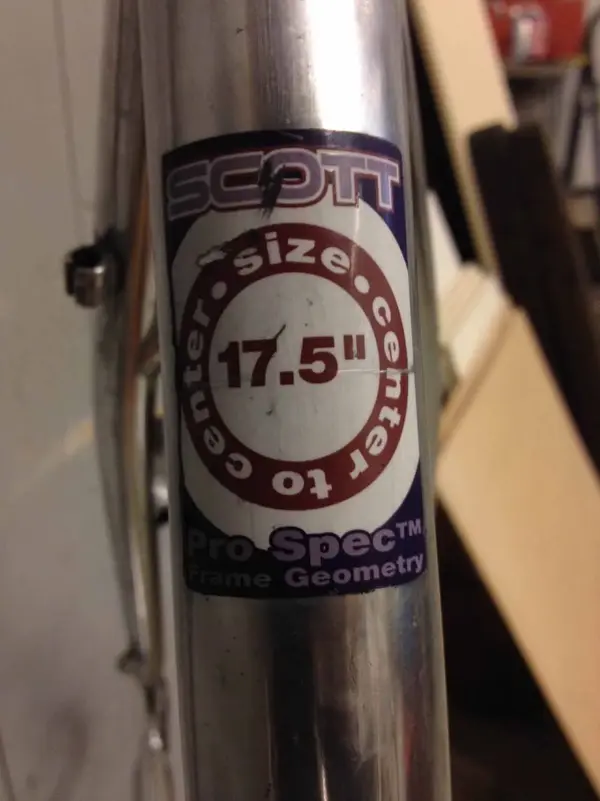 SCOTT
size • center to center •
17.5"
Pro Spec™
Frame Geometry